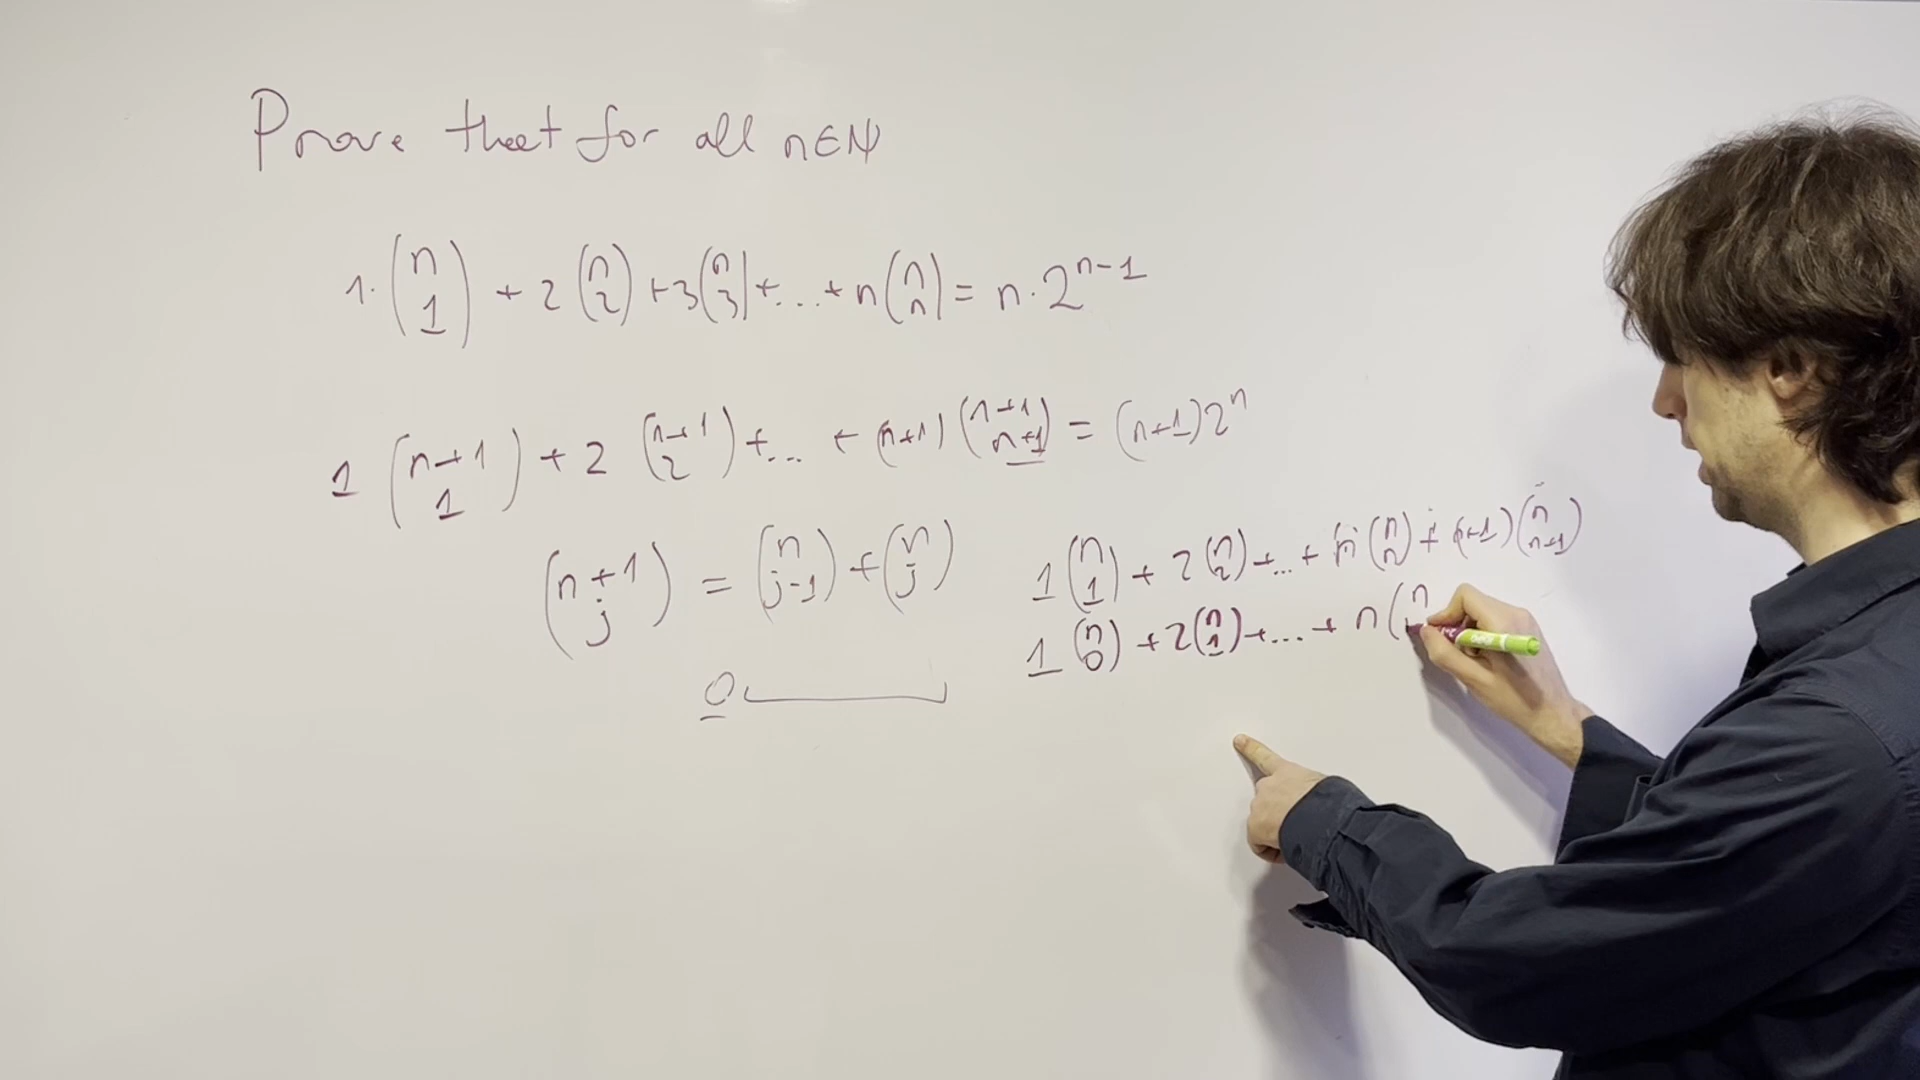 Prove that for all n∈ℕ
1·(n 1) + 2(n 2) + 3(n 3) + ... + n(n n) = n·2^{n-1}
1(n+1 1) + 2(n+1 2) + ... + (n+1)(n+1 n+1) = (n+1)2^n
(n+1 j) = (n j-1) + (n j)
1(n 1) + 2(n 2) + ... + n(n n) + (n+1)(n n+1)
1(n 0) + 2(n 1) + ... + n(n
0